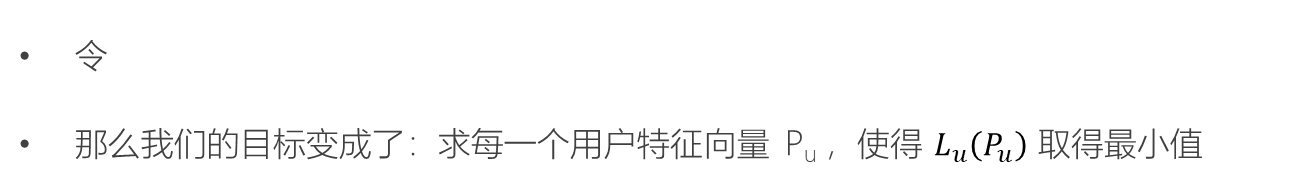 • 令
• 那么我们的目标变成了：求每一个用户特征向量 Pu ，使得 Lu(Pu) 取得最小值